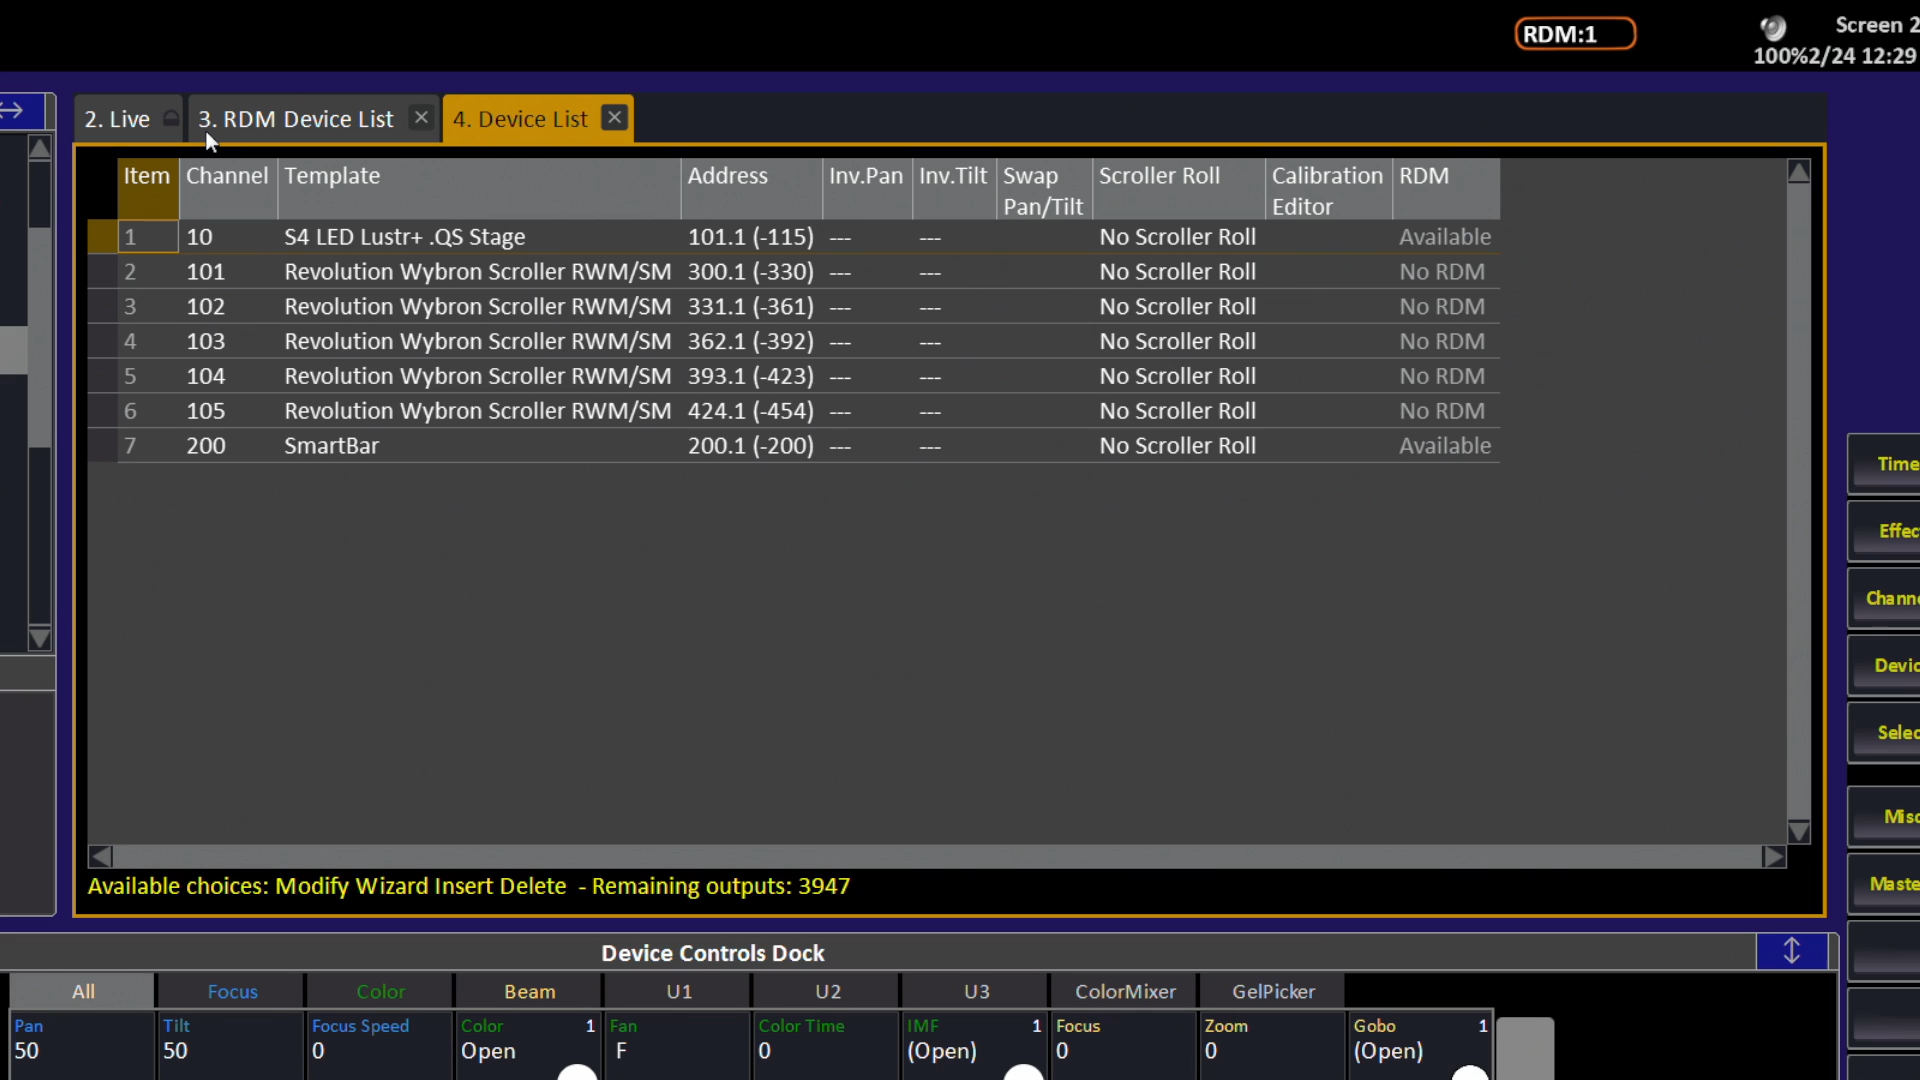 RDM:1
Screen 2
100%2/24 12:29
2. Live
3. RDM Device List
4. Device List
Item Channel Template Address Inv.Pan Inv.Tilt Swap Pan/Tilt Scroller Roll Calibration Editor RDM
1 10 S4 LED Lustr+ .QS Stage 101.1 (-115) --- --- No Scroller Roll Available
2 101 Revolution Wybron Scroller RWM/SM 300.1 (-330) --- --- No Scroller Roll No RDM
3 102 Revolution Wybron Scroller RWM/SM 331.1 (-361) --- --- No Scroller Roll No RDM
4 103 Revolution Wybron Scroller RWM/SM 362.1 (-392) --- --- No Scroller Roll No RDM
5 104 Revolution Wybron Scroller RWM/SM 393.1 (-423) --- --- No Scroller Roll No RDM
6 105 Revolution Wybron Scroller RWM/SM 424.1 (-454) --- --- No Scroller Roll No RDM
7 200 SmartBar 200.1 (-200) --- --- No Scroller Roll Available
Available choices: Modify Wizard Insert Delete - Remaining outputs: 3947
Time
Effec
Channe
Devic
Selec
Misc
Maste
Device Controls Dock
All Focus Color Beam U1 U2 U3 ColorMixer GelPicker
Pan Tilt Focus Speed Color 1 Fan Color Time IMF 1 Focus Zoom Gobo 1
50 50 0 Open F 0 (Open) 0 0 (Open)